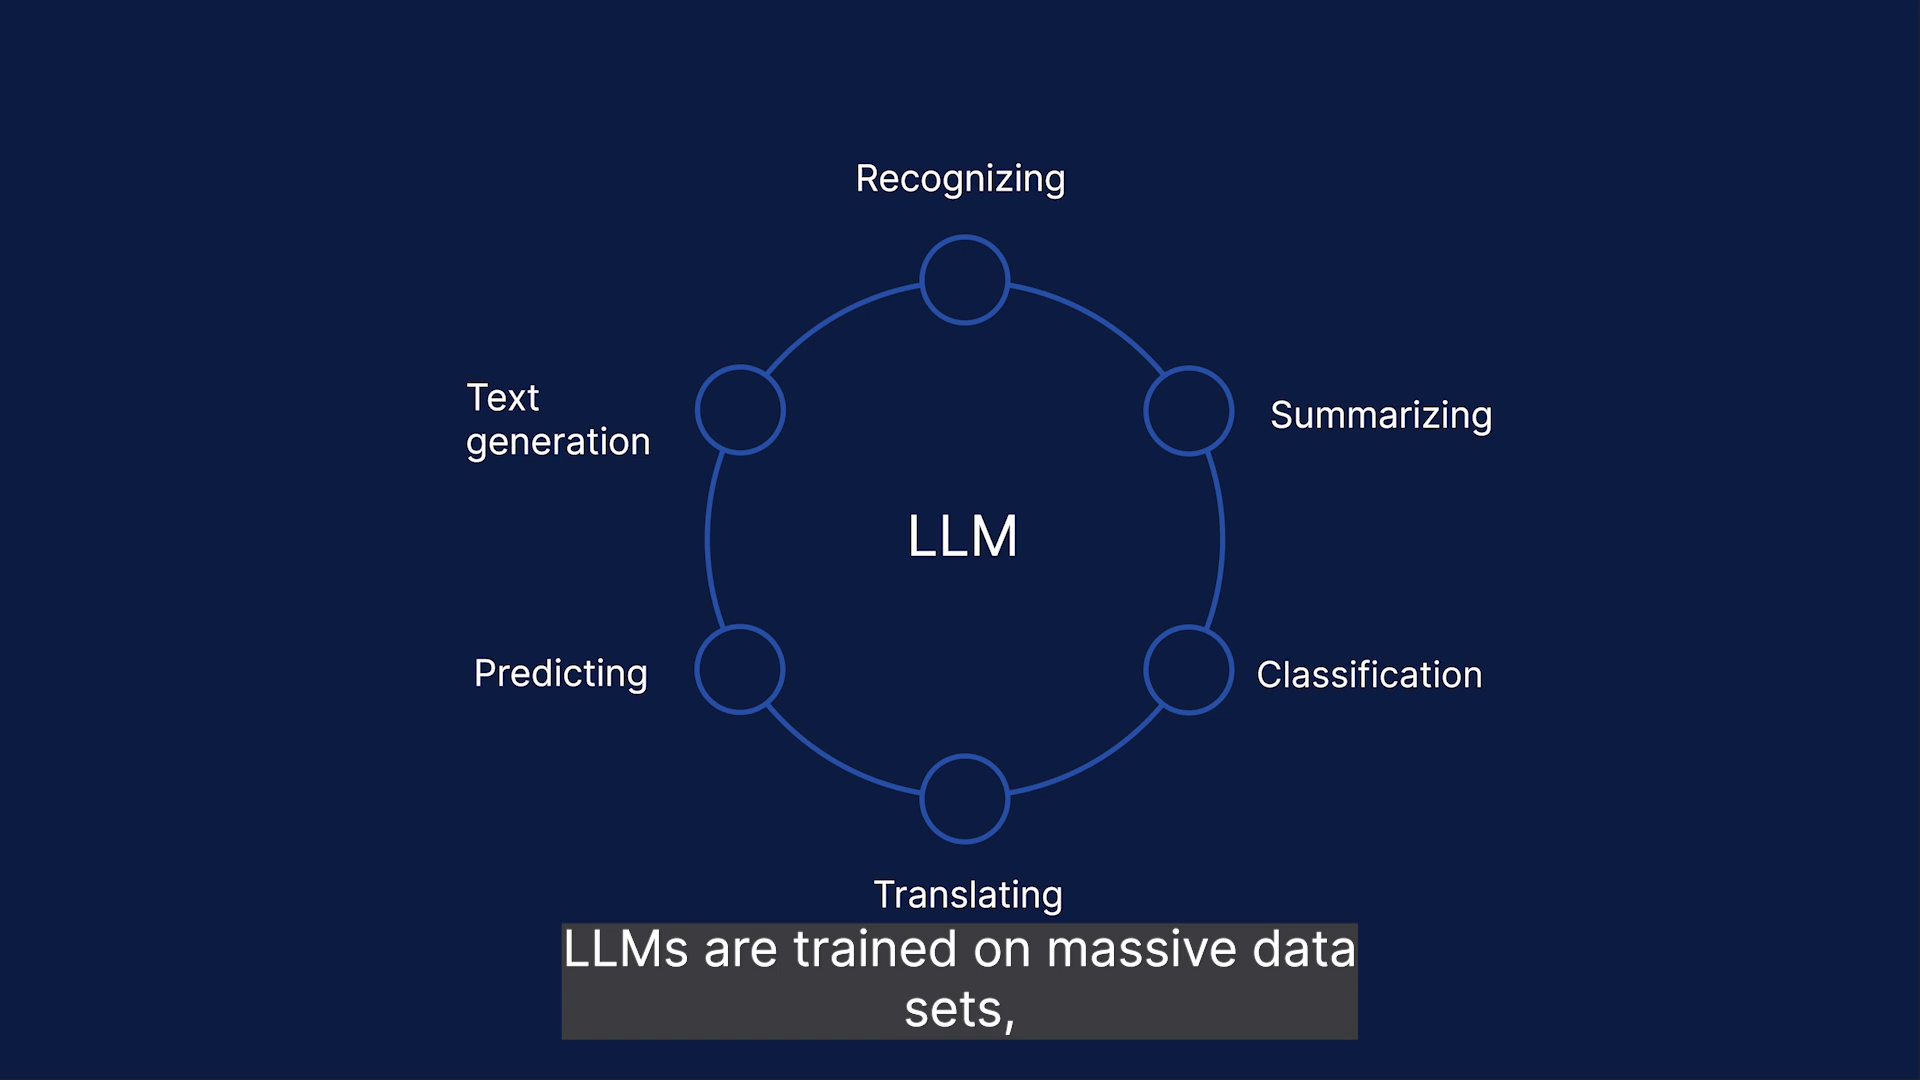 Recognizing
Text
generation
Summarizing
LLM
Predicting
Classification
Translating
LLMs are trained on massive data
sets,